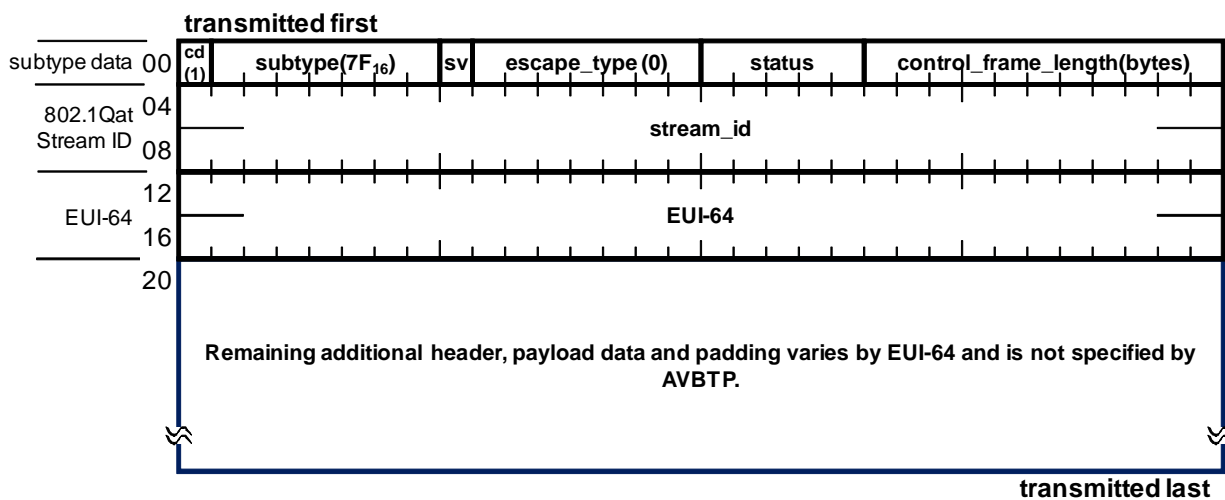 transmitted first
subtype data 00 cd (1) subtype(7F₁₆) sv escape_type (0) status control_frame_length(bytes)
802.1Qat Stream ID 04 08 stream_id
EUI-64 12 16 EUI-64
20
Remaining additional header, payload data and padding varies by EUI-64 and is not specified by
AVBTP.
transmitted last